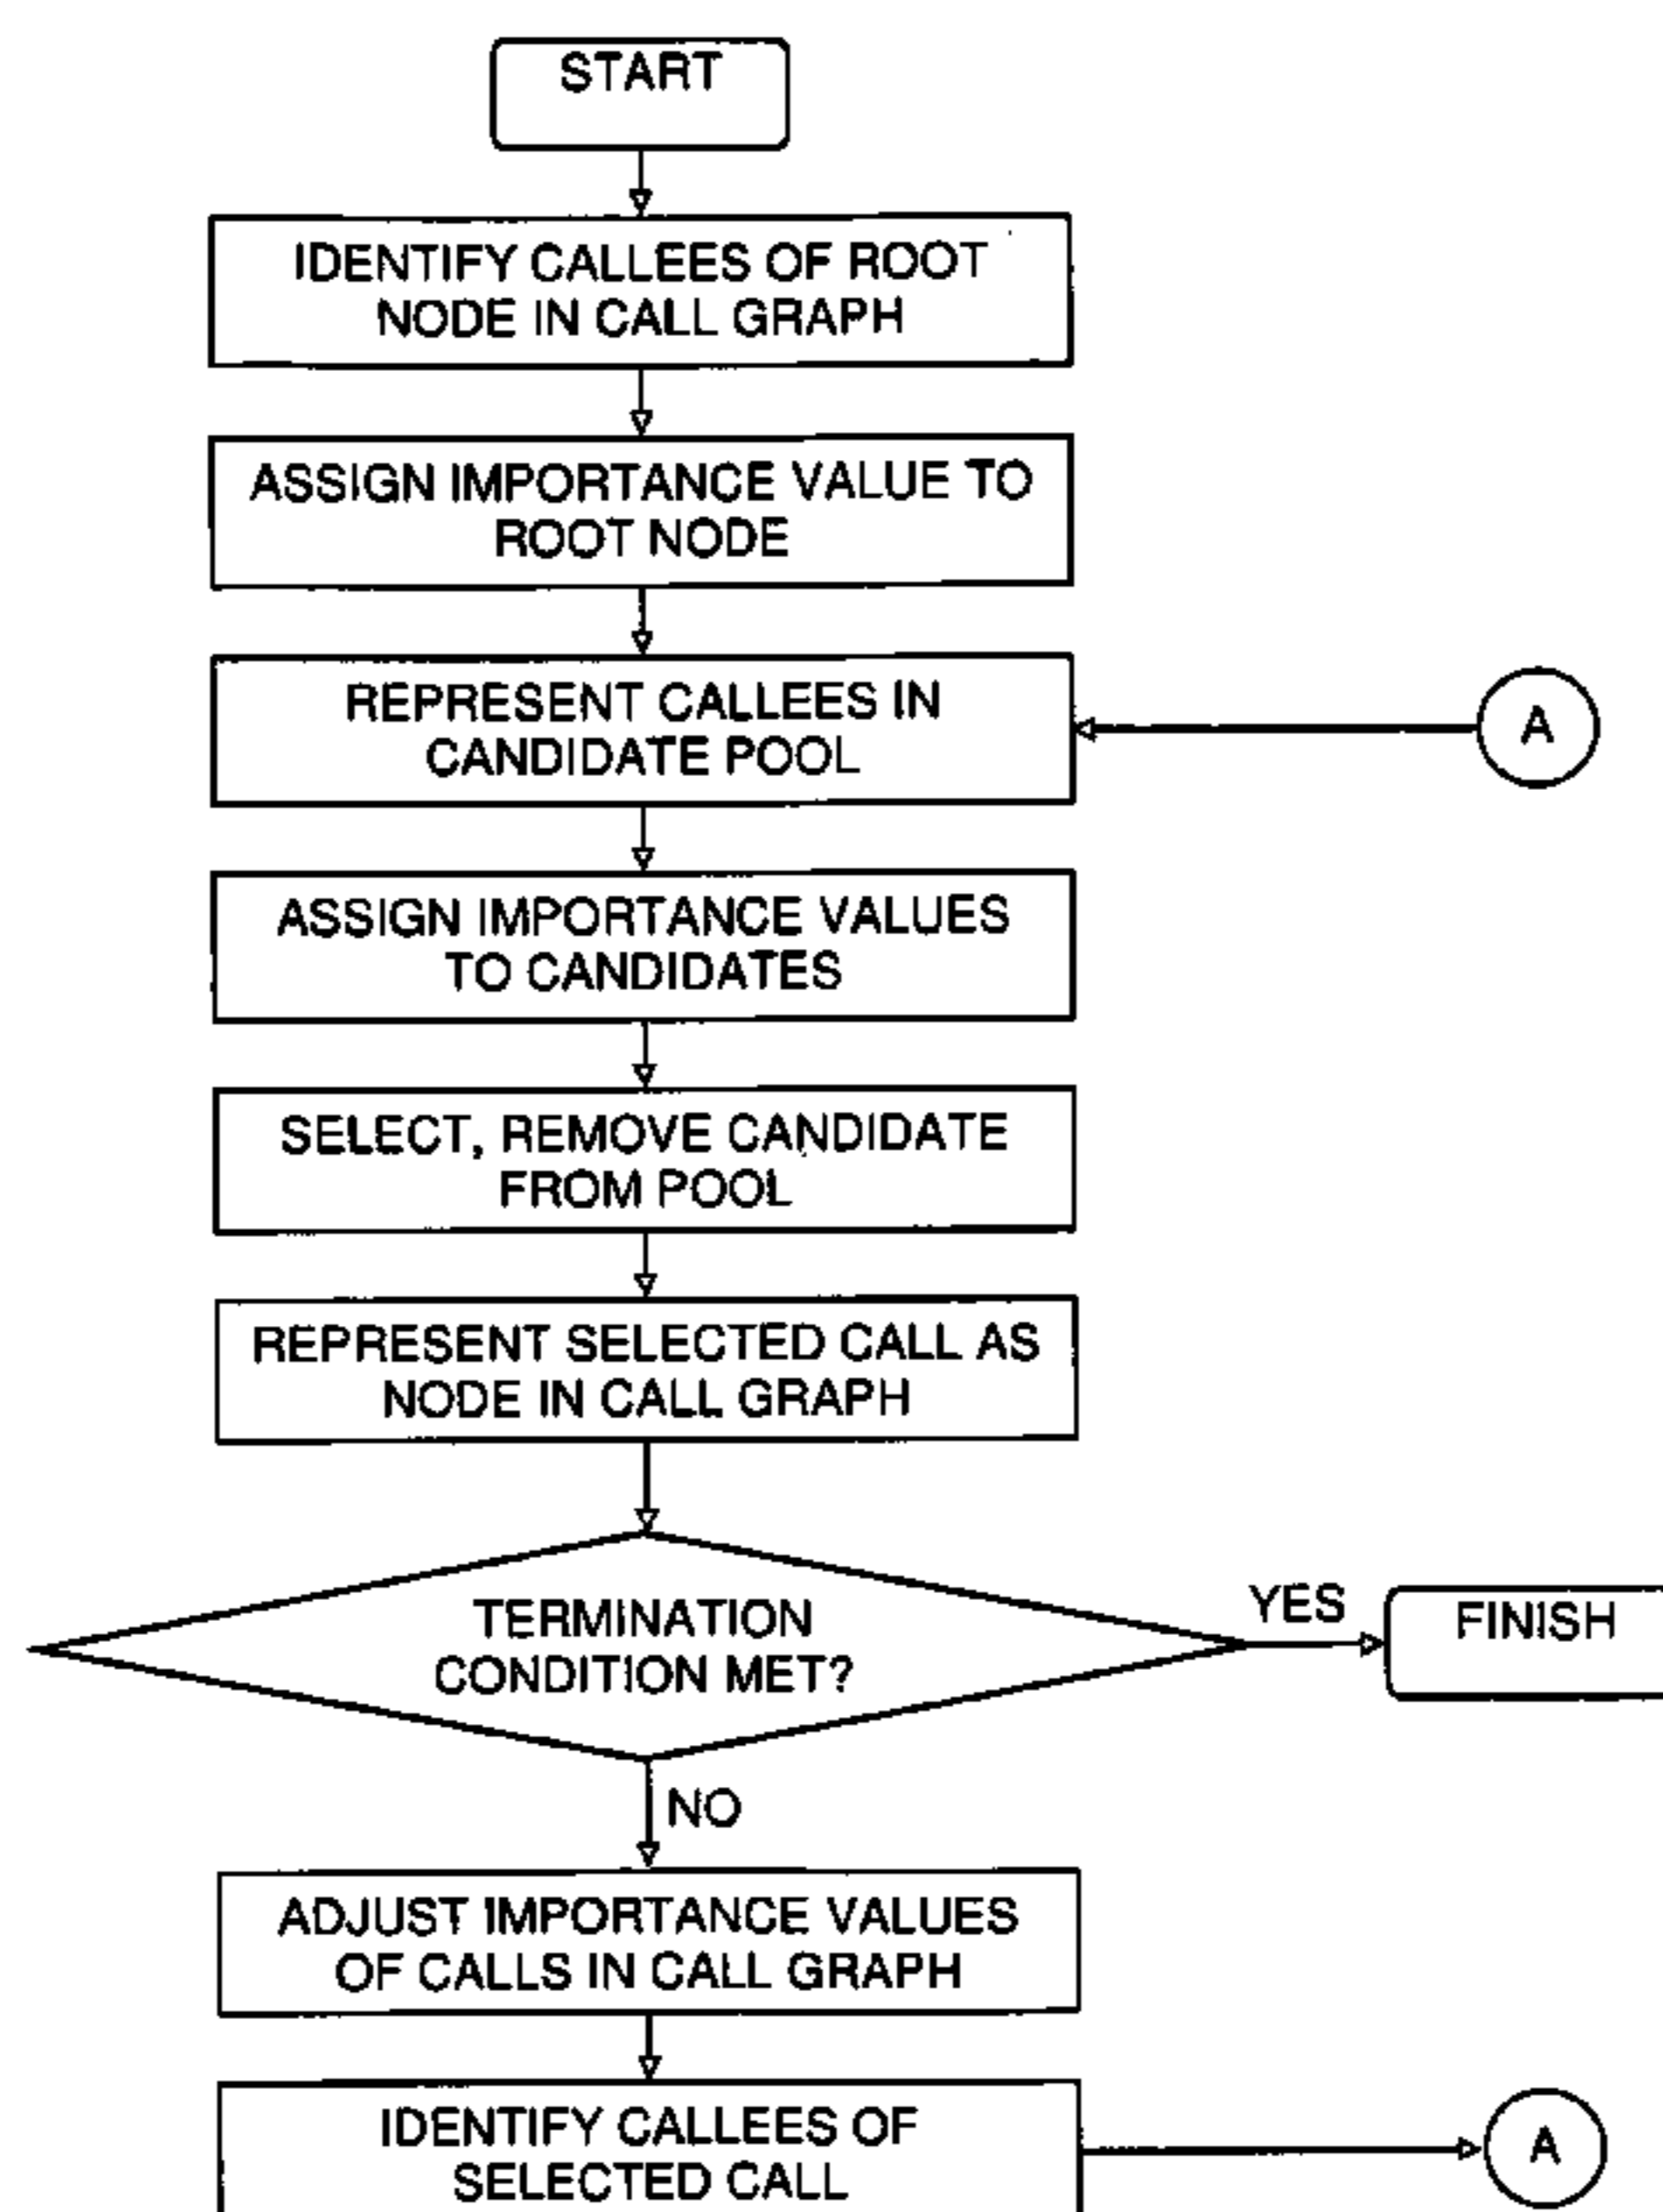 START
IDENTIFY CALLEES OF ROOT
NODE IN CALL GRAPH
ASSIGN IMPORTANCE VALUE TO
ROOT NODE
REPRESENT CALLEES IN
CANDIDATE POOL
A
ASSIGN IMPORTANCE VALUES
TO CANDIDATES
SELECT, REMOVE CANDIDATE
FROM POOL
REPRESENT SELECTED CALL AS
NODE IN CALL GRAPH
TERMINATION
CONDITION MET?
YES
FINISH
NO
ADJUST IMPORTANCE VALUES
OF CALLS IN CALL GRAPH
IDENTIFY CALLEES OF
SELECTED CALL
A